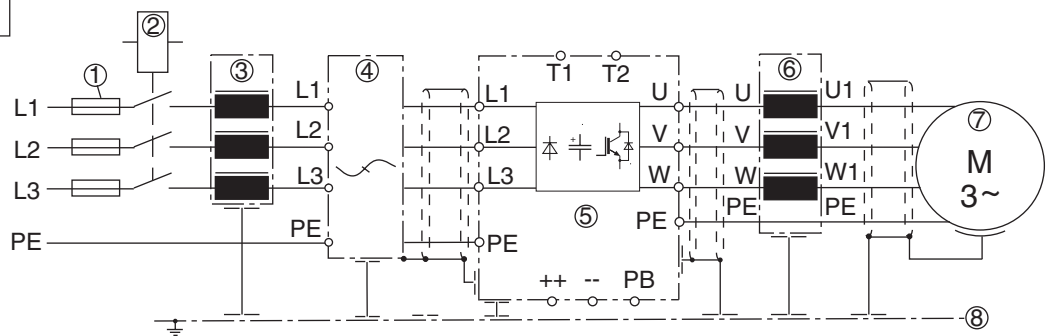 ②
① ③ ④ T1 T2 ⑥
L1 L1 L1 U U U1
L2 L2 L2 V V V1 ⑦
M
3~
L3 L3 L3 W W W1
PE PE PE ⑤ PE PE PE
++ -- PB
⑧